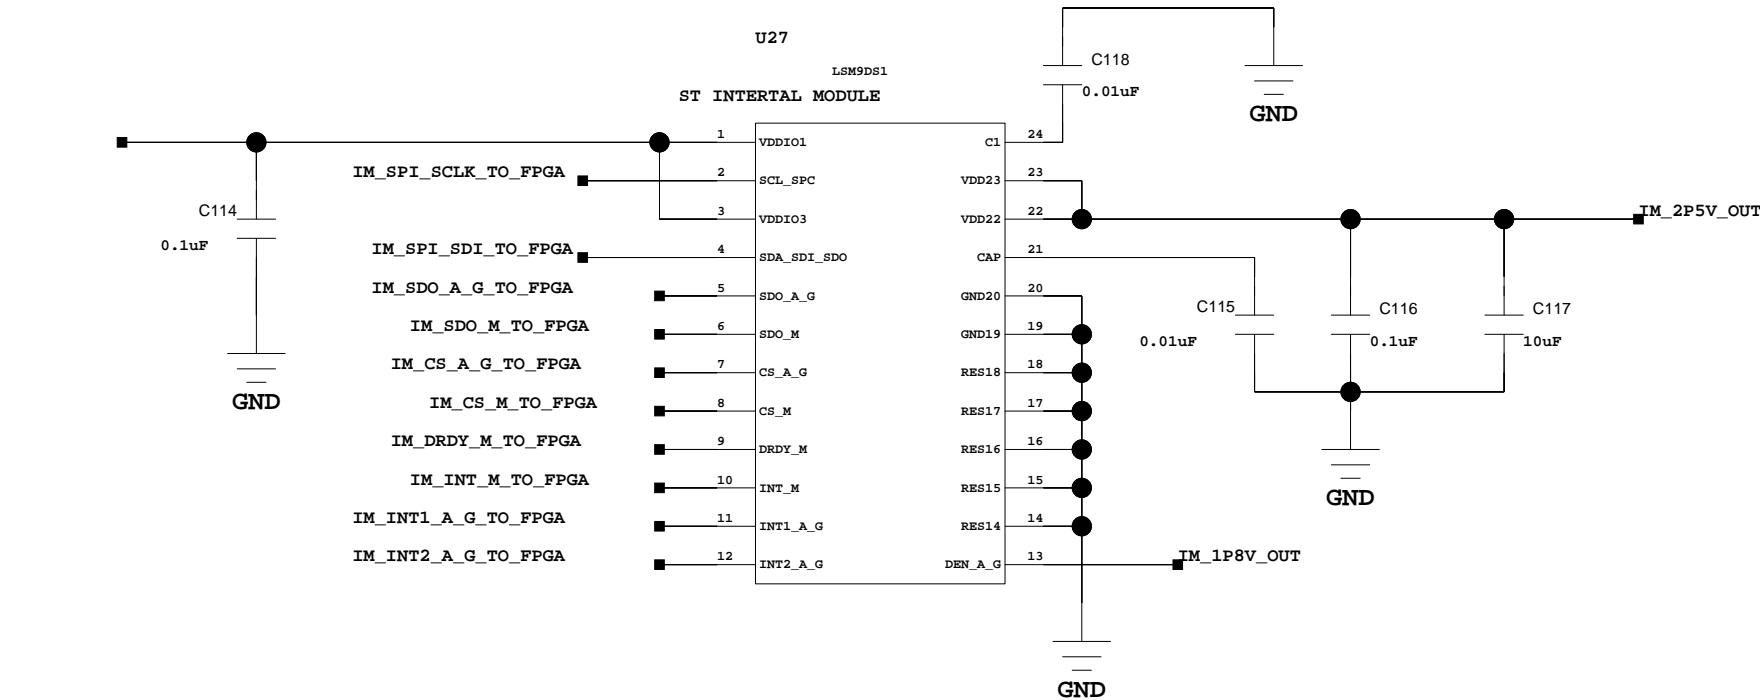 U27
LSM9DS1
ST INTERTAL MODULE
C118
0.01uF
GND
1 VDDIO1 C1 24
IM_SPI_SCLK_TO_FPGA 2 SCL_SPC VDD23 23
C114 3 VDDIO3 VDD22 22 IM_2P5V_OUT
0.1uF
IM_SPI_SDI_TO_FPGA 4 SDA_SDI_SDO CAP 21
IM_SDO_A_G_TO_FPGA 5 SDO_A_G GND20 20
C115 C116 C117
0.01uF 0.1uF 10uF
IM_SDO_M_TO_FPGA 6 SDO_M GND19 19
IM_CS_A_G_TO_FPGA 7 CS_A_G RES18 18
GND
IM_CS_M_TO_FPGA 8 CS_M RES17 17
IM_DRDY_M_TO_FPGA 9 DRDY_M RES16 16
IM_INT_M_TO_FPGA 10 INT_M RES15 15
GND
IM_INT1_A_G_TO_FPGA 11 INT1_A_G RES14 14
IM_INT2_A_G_TO_FPGA 12 INT2_A_G DEN_A_G 13 IM_1P8V_OUT
GND